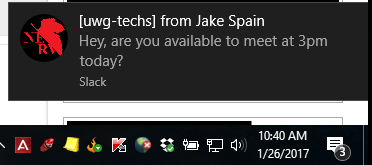 [uwg-techs] from Jake Spain
Hey, are you available to meet at 3pm
today?
Slack
NERV
10:40 AM
1/26/2017
3